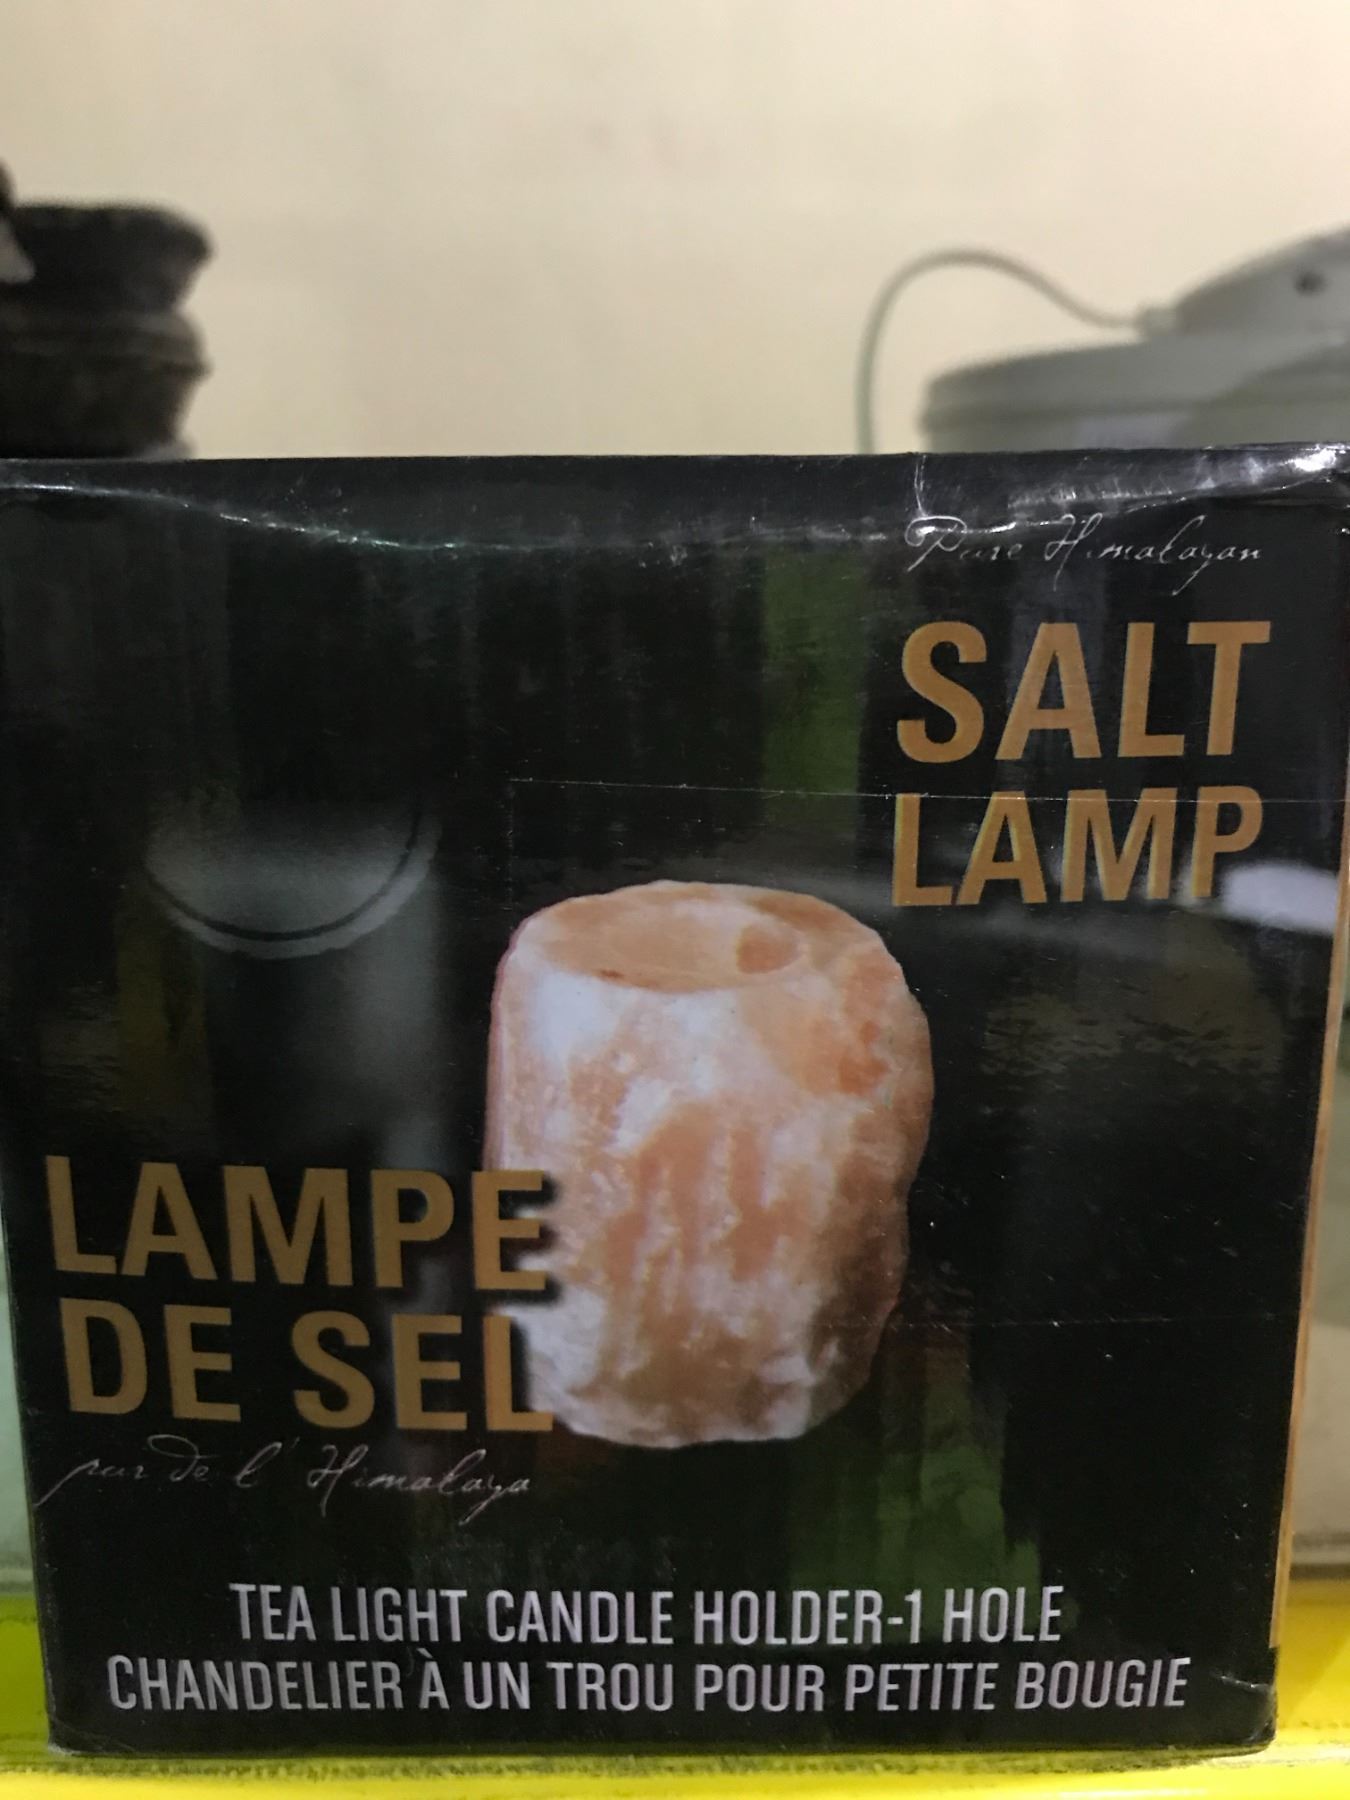 Pure Himalayan
SALT
LAMP
LAMPE
DE SEL
pur de l'Himalaya
TEA LIGHT CANDLE HOLDER-1 HOLE
CHANDELIER À UN TROU POUR PETITE BOUGIE